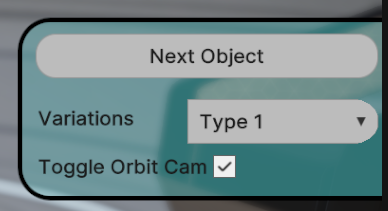 Next Object
Variations Type 1
Toggle Orbit Cam